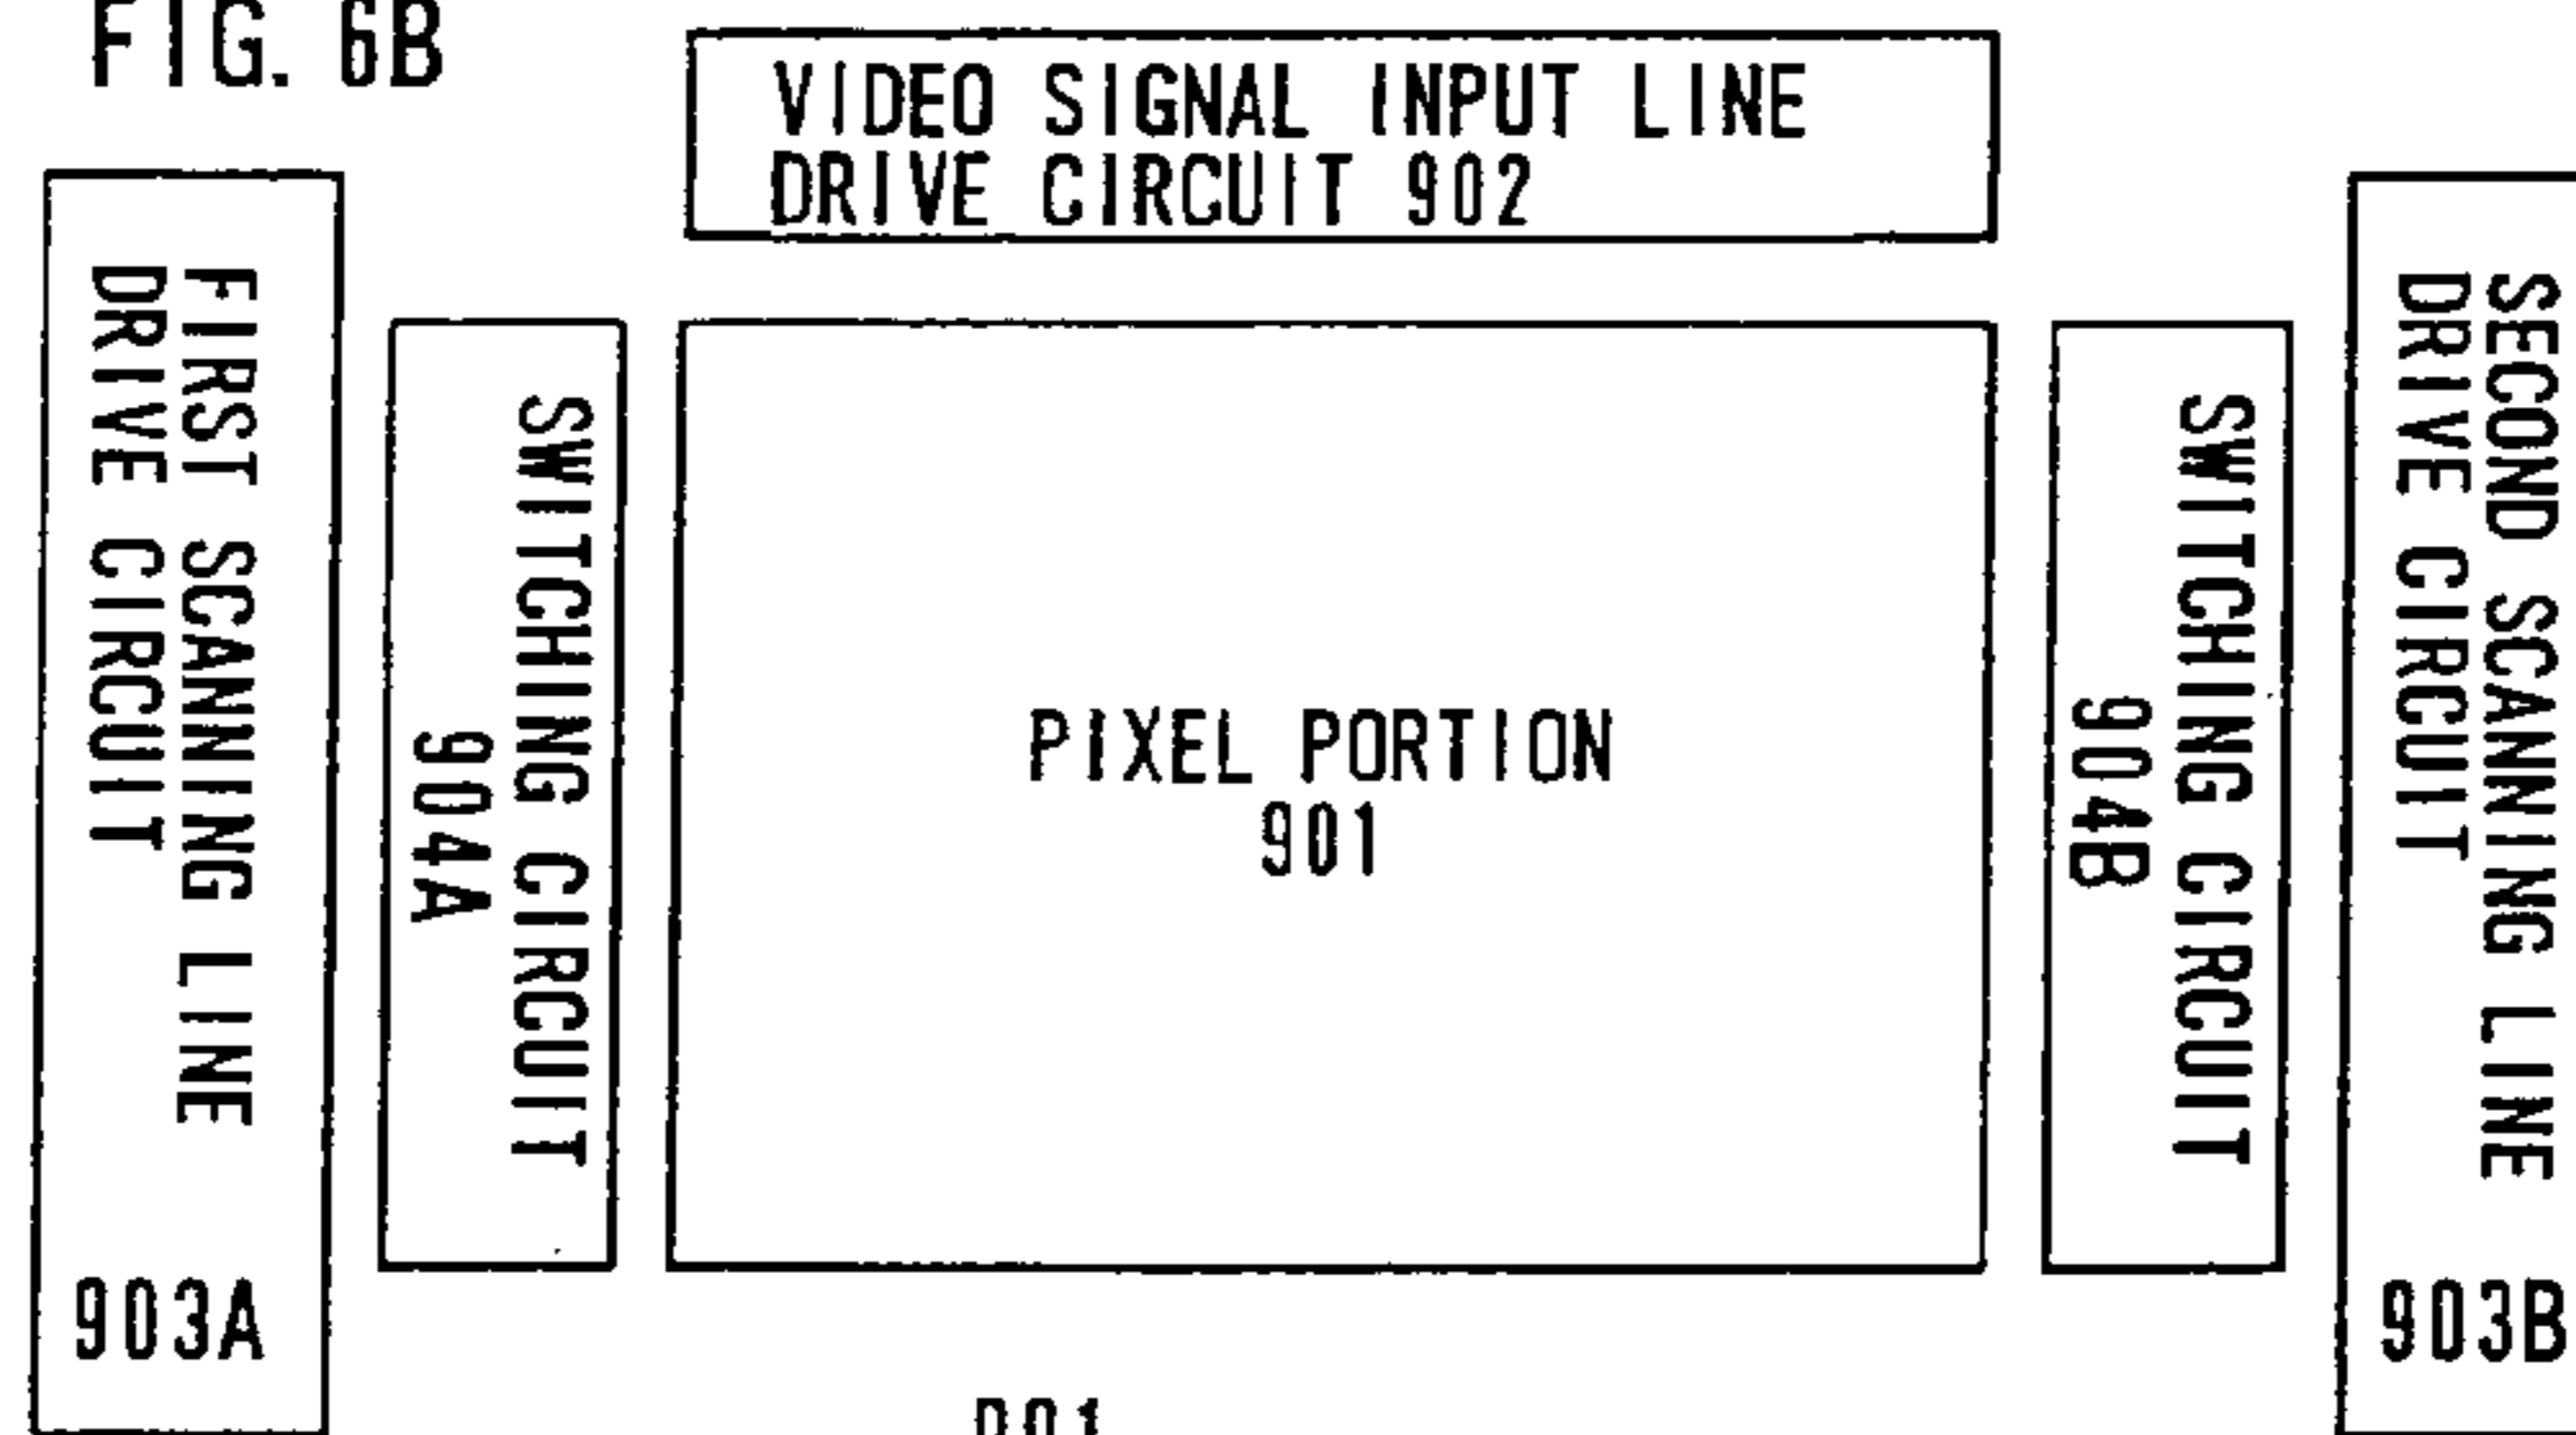 FIG. 6B
VIDEO SIGNAL INPUT LINE
DRIVE CIRCUIT 902
FIRST SCANNING LINE
DRIVE CIRCUIT
903A
SWITCHING CIRCUIT
904A
PIXEL PORTION
901
SWITCHING CIRCUIT
904B
SECOND SCANNING LINE
DRIVE CIRCUIT
903B